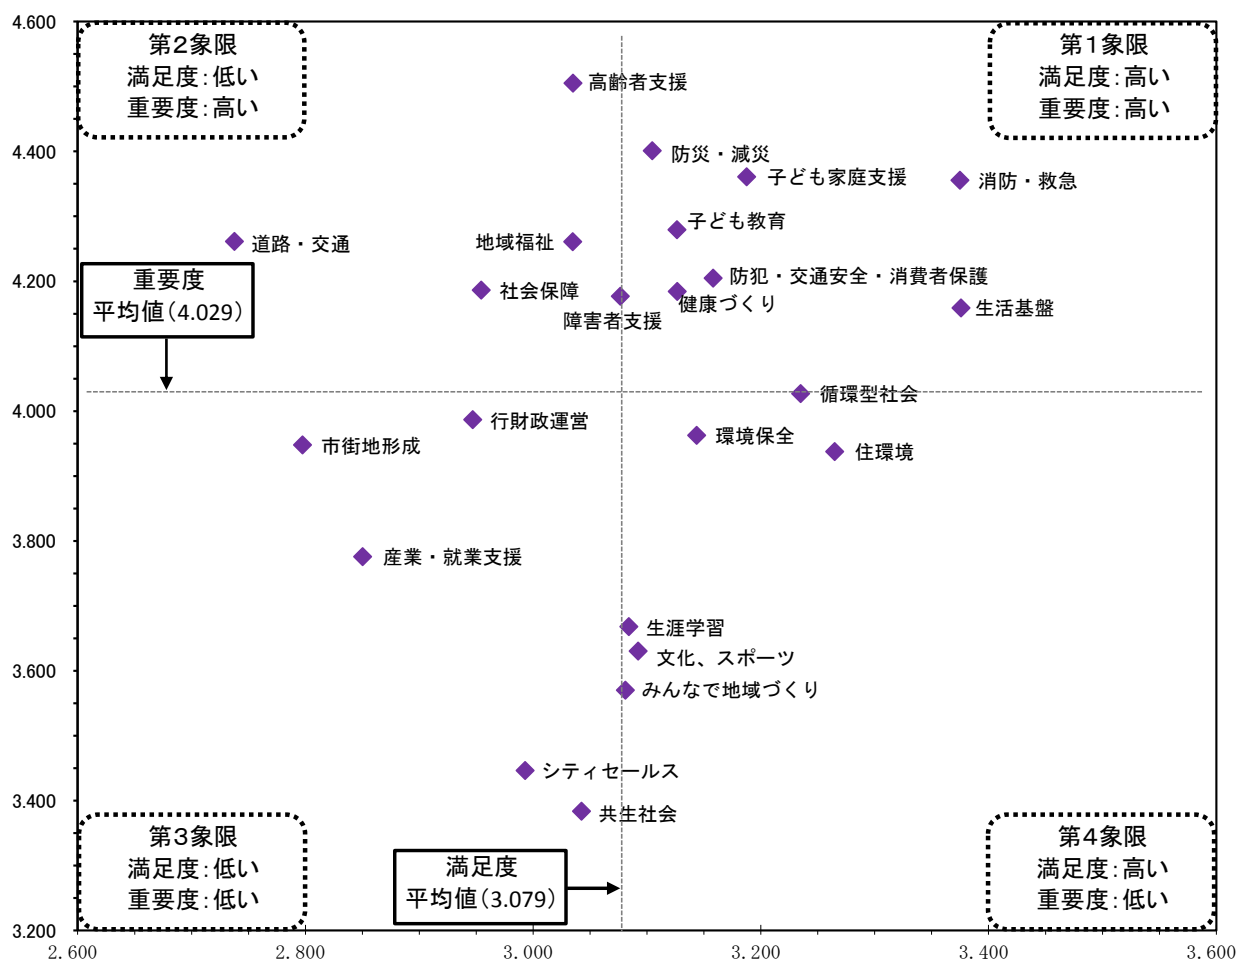 4.600
第2象限
満足度:低い
重要度:高い
第1象限
満足度:高い
重要度:高い
高齢者支援
4.400
防災・減災
子ども家庭支援
消防・救急
子ども教育
道路・交通
地域福祉
4.200
重要度
平均値(4.029)
社会保障
防犯・交通安全・消費者保護
健康づくり
障害者支援
生活基盤
循環型社会
4.000
行財政運営
市街地形成
環境保全
住環境
3.800
産業・就業支援
生涯学習
文化、スポーツ
3.600
みんなで地域づくり
シティセールス
3.400
共生社会
第3象限
満足度:低い
重要度:低い
満足度
平均値(3.079)
第4象限
満足度:高い
重要度:低い
3.200
2.600
2.800
3.000
3.200
3.400
3.600